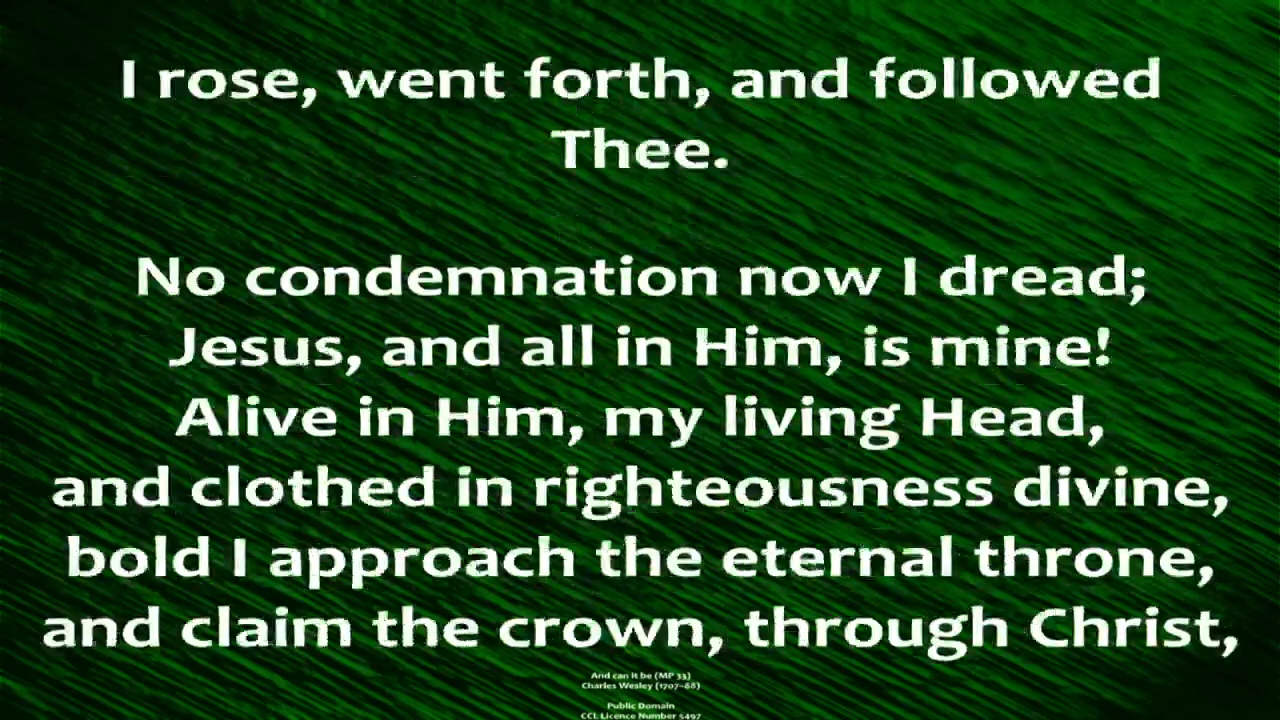 I rose, went forth, and followed
Thee.
No condemnation now I dread;
Jesus, and all in Him, is mine!
Alive in Him, my living Head,
and clothed in righteousness divine,
bold I approach the eternal throne,
and claim the crown, through Christ,
And can it be (MP 33)
Charles Wesley (1707–88)
Public Domain
CCL Licence Number 5497